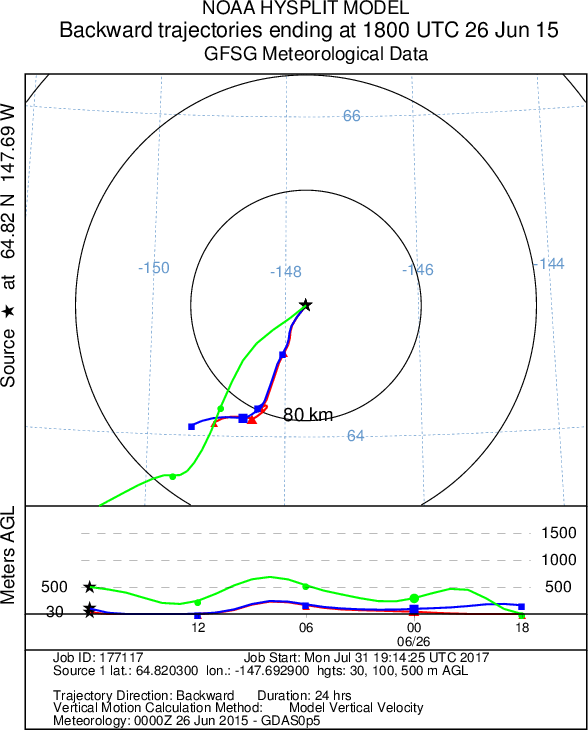 NOAA HYSPLIT MODEL
Backward trajectories ending at 1800 UTC 26 Jun 15
GFSG Meteorological Data
Source ★ at 64.82 N 147.69 W
66
-150
-148
-146
-144
80 km
64
Meters AGL
1500
1000
500
500
30
12
06
00
18
06/26
Job ID: 177117 Job Start: Mon Jul 31 19:14:25 UTC 2017
Source 1 lat.: 64.820300 lon.: -147.692900 hgts: 30, 100, 500 m AGL
Trajectory Direction: Backward Duration: 24 hrs
Vertical Motion Calculation Method: Model Vertical Velocity
Meteorology: 0000Z 26 Jun 2015 - GDAS0p5